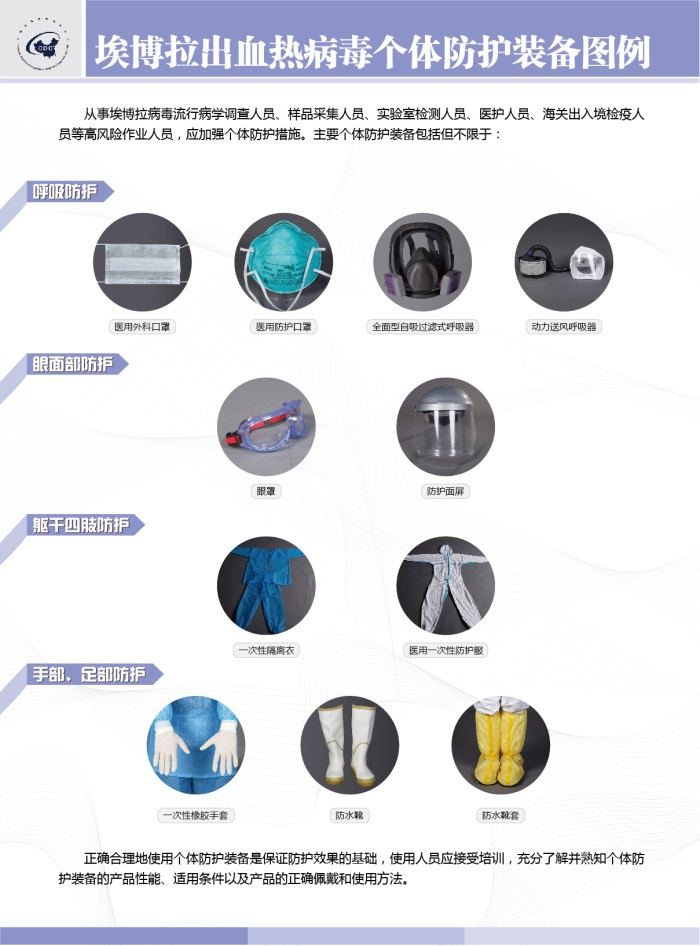 CDC
埃博拉出血热病毒个体防护装备图例
从事埃博拉病毒流行病学调查人员、样品采集人员、实验室检测人员、医护人员、海关出入境检疫人
员等高风险作业人员，应加强个体防护措施。主要个体防护装备包括但不限于：
呼吸防护
医用外科口罩
医用防护口罩
全面型自吸过滤式呼吸器
动力送风呼吸器
眼面部防护
眼罩
防护面屏
躯干四肢防护
一次性隔离衣
医用一次性防护服
手部、足部防护
一次性橡胶手套
防水靴
防水靴套
正确合理地使用个体防护装备是保证防护效果的基础，使用人员应接受培训，充分了解并熟知个体防
护装备的产品性能、适用条件以及产品的正确佩戴和使用方法。